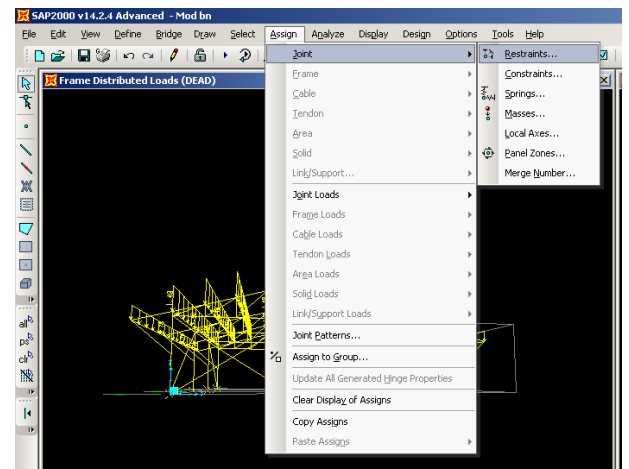 SAP2000 v14.2.4 Advanced - Mod bn
File Edit View Define Bridge Draw Select Assign Analyze Display Design Options Tools Help
Frame Distributed Loads (DEAD)
Joint
Frame
Cable
Tendon
Area
Solid
Link/Support...
Joint Loads
Frame Loads
Cable Loads
Tendon Loads
Area Loads
Solid Loads
Link/Support Loads
Joint Patterns...
Assign to Group...
Update All Generated Hinge Properties
Clear Display of Assigns
Copy Assigns
Paste Assigns
Restraints...
Constraints...
Springs...
Masses...
Local Axes...
Panel Zones...
Merge Number...
all
ps
clr